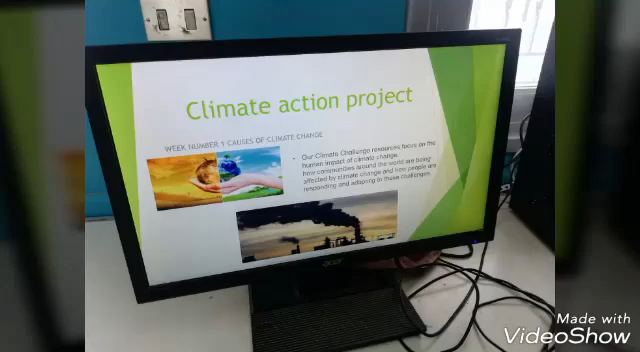 Climate action project
WEEK NUMBER 1 CAUSES OF CLIMATE CHANGE
• Our Climate Challenge resources focus on the
human impact of climate change.
how communities around the world are being
affected by climate change and how people are
responding and adapting to these challenges
acer
Made with
VideoShow